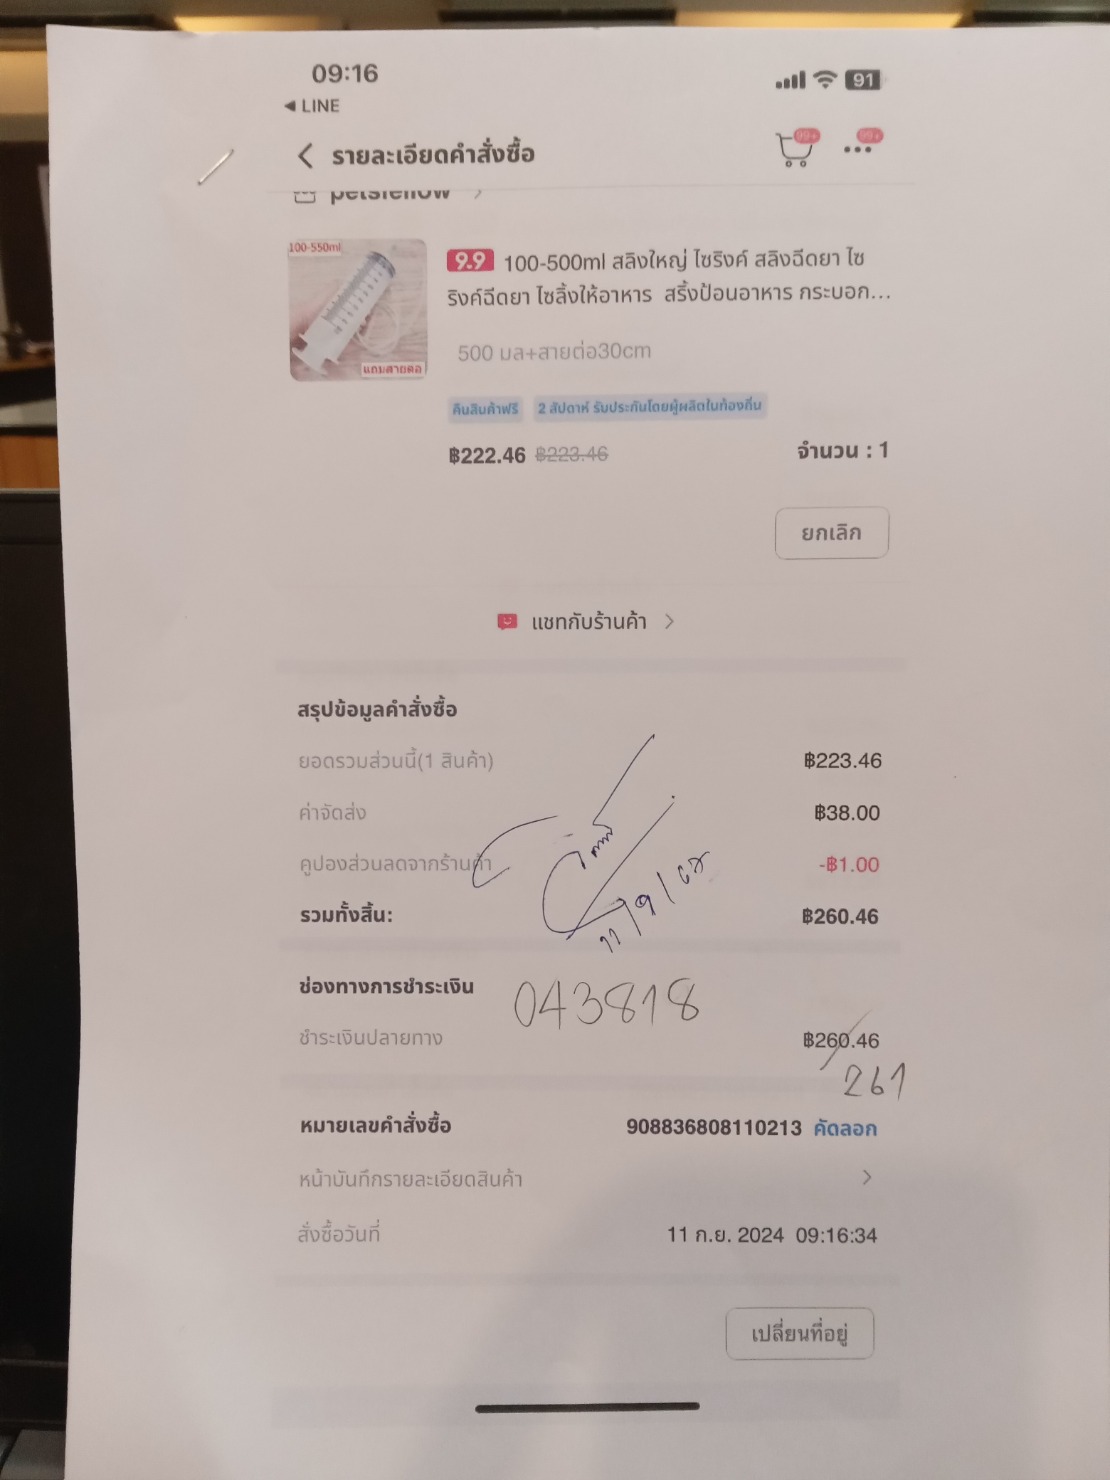 09:16
91
◀ LINE
รายละเอียดคำสั่งซื้อ
99+
99+
petsfellow
100-550ml
แถมสายต่อ
9.9 100-500ml สลิงใหญ่ ไซริงค์ สลิงฉีดยา ไซ
ริงค์ฉีดยา ไซลิ้งให้อาหาร สริ้งป้อนอาหาร กระบอก...
500 มล+สายต่อ30cm
คืนสินค้าฟรี 2 สัปดาห์ รับประกันโดยผู้ผลิตในท้องถิ่น
฿222.46 ฿223.46 จำนวน : 1
ยกเลิก
แชทกับร้านค้า
สรุปข้อมูลคำสั่งซื้อ
ยอดรวมส่วนนี้(1 สินค้า) ฿223.46
ค่าจัดส่ง ฿38.00
คูปองส่วนลดจากร้านค้า -฿1.00
รวมทั้งสิ้น: ฿260.46
11/9/67
ช่องทางการชำระเงิน
043818
ชำระเงินปลายทาง ฿260.46
261
หมายเลขคำสั่งซื้อ 908836808110213 คัดลอก
หน้าบันทึกรายละเอียดสินค้า
สั่งซื้อวันที่ 11 ก.ย. 2024 09:16:34
เปลี่ยนที่อยู่